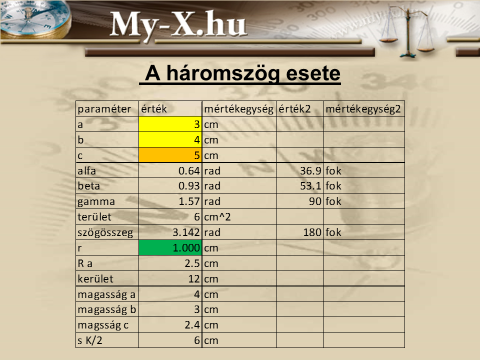 My-X.hu
A háromszög esete
paraméter érték mértékegység érték2 mértékegység2
a 3 cm
b 4 cm
c 5 cm
alfa 0.64 rad 36.9 fok
beta 0.93 rad 53.1 fok
gamma 1.57 rad 90 fok
terület 6 cm^2
szögösszeg 3.142 rad 180 fok
r 1.000 cm
R a 2.5 cm
kerület 12 cm
magasság a 4 cm
magasság b 3 cm
magsság c 2.4 cm
s K/2 6 cm